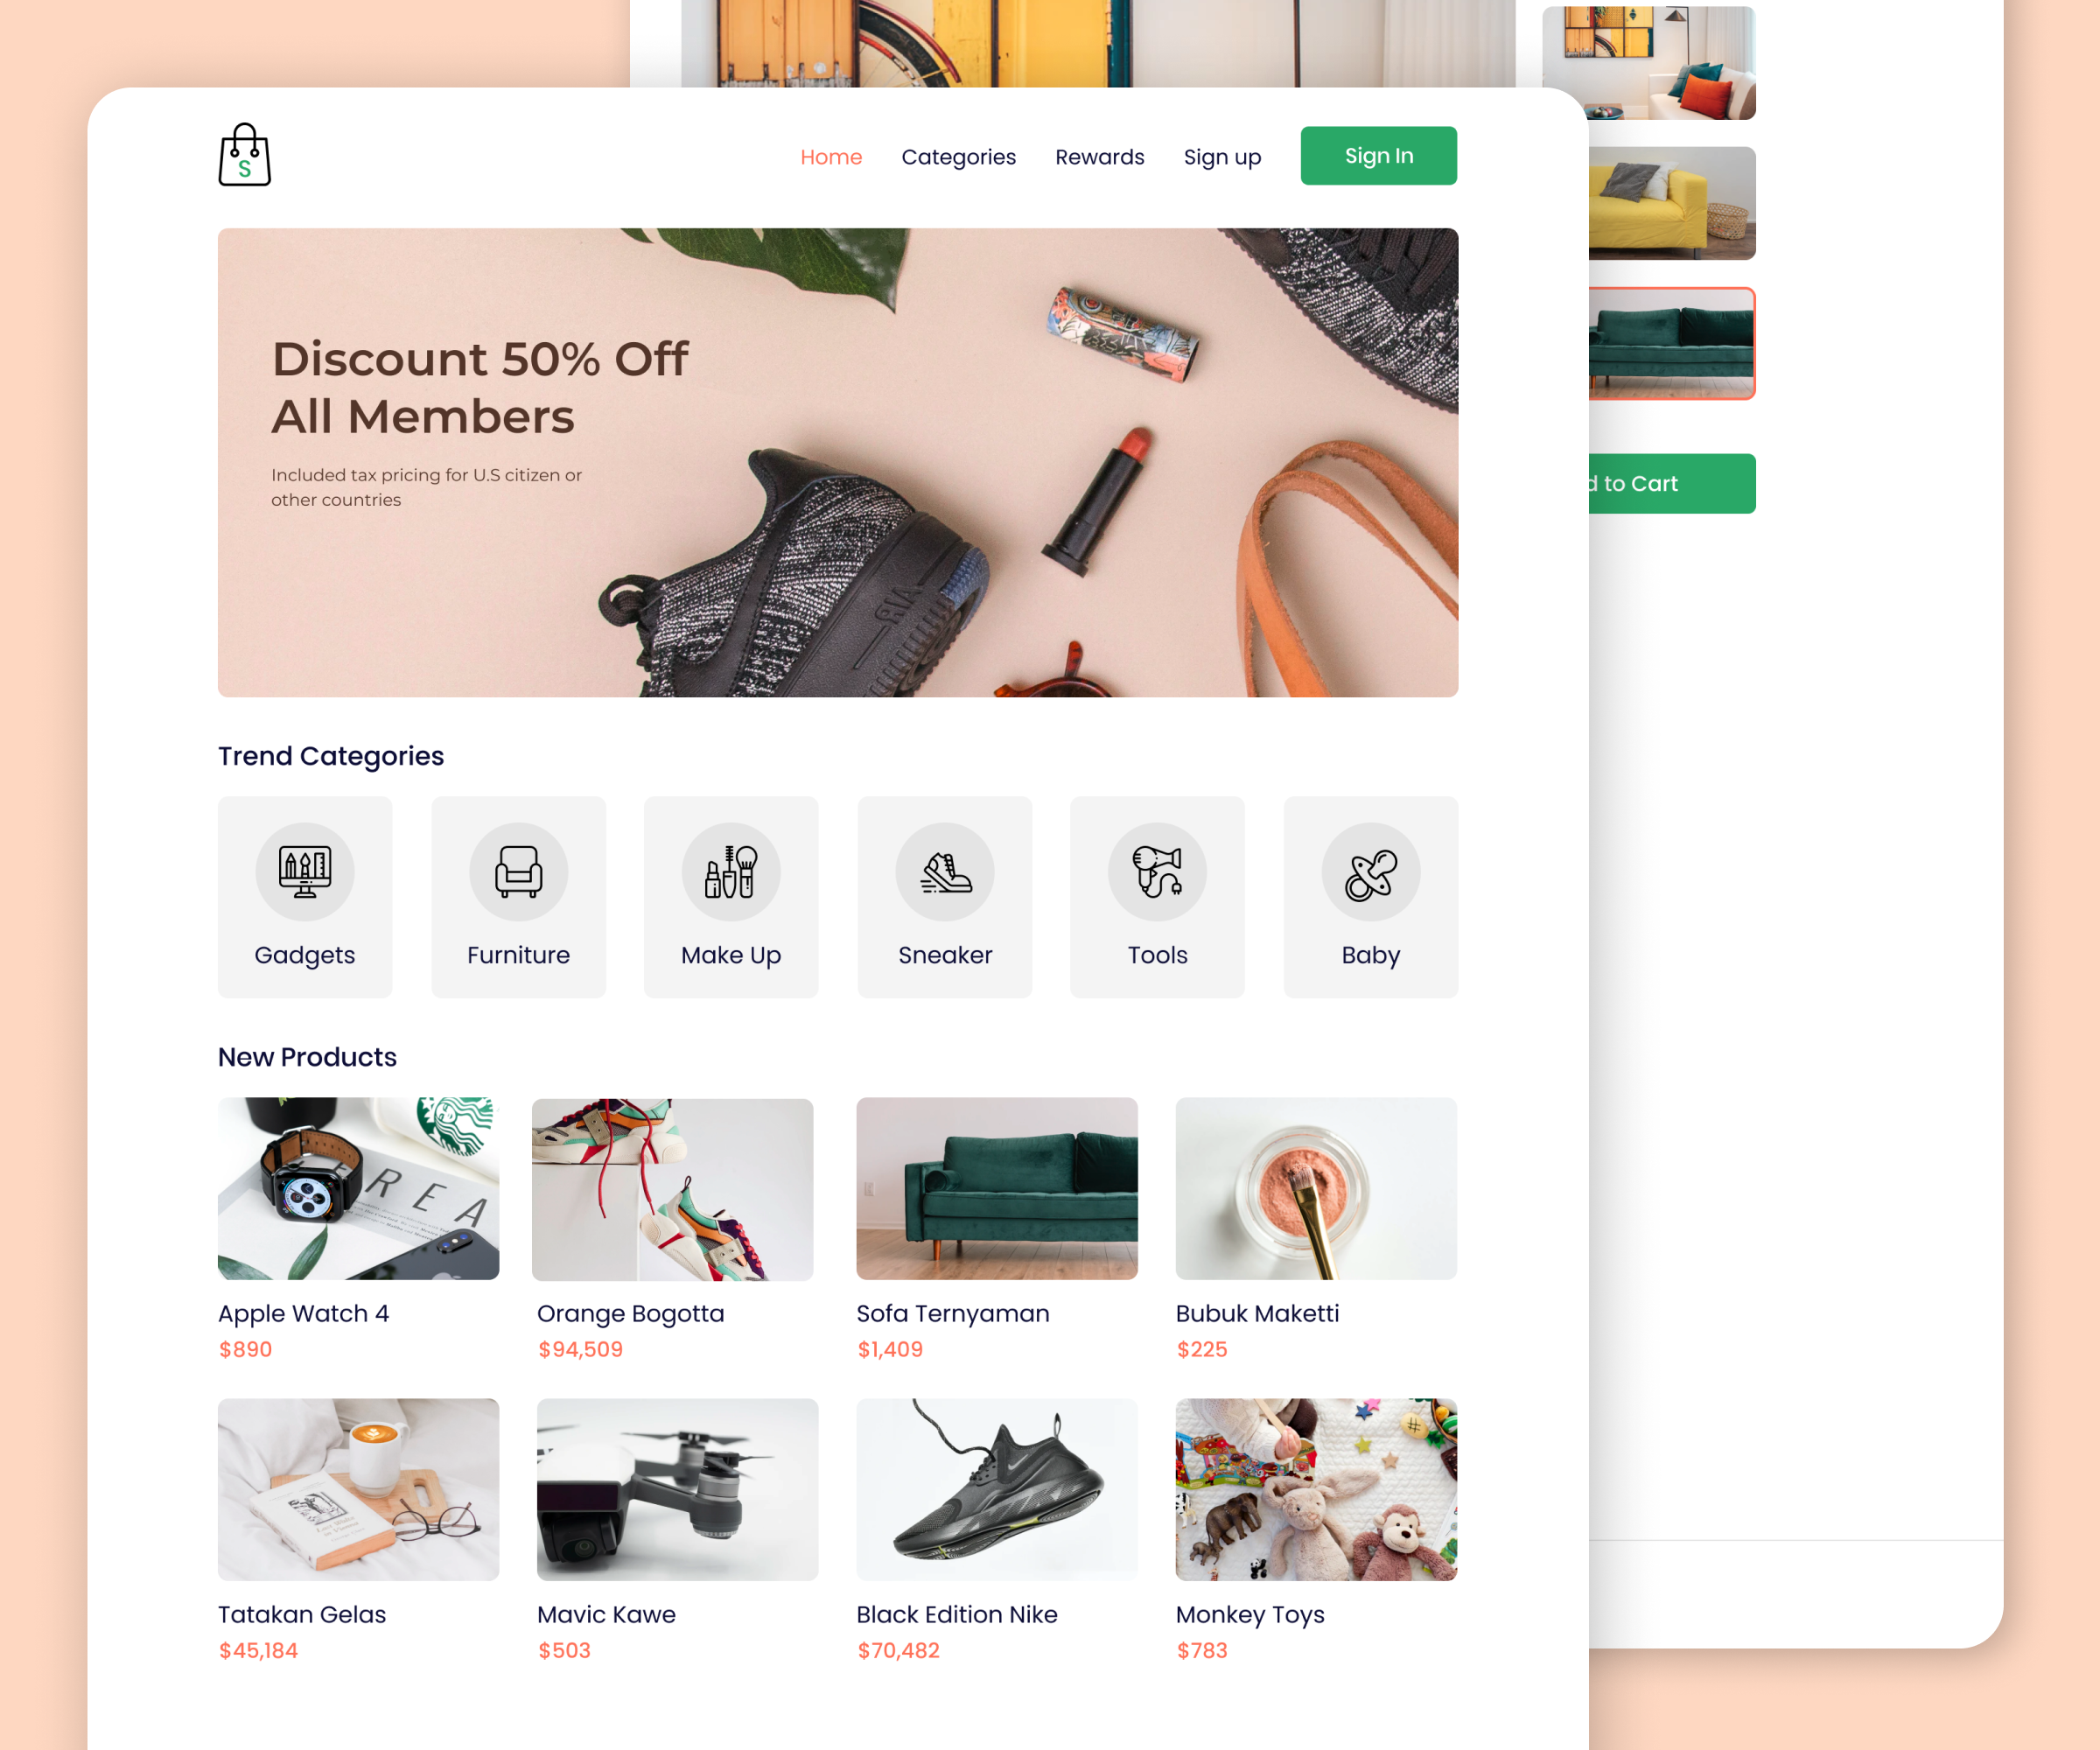 S
Home
Categories
Rewards
Sign up
Sign In
Discount 50% Off
All Members
Included tax pricing for U.S citizen or
other countries
AIR
to Cart
Trend Categories
Gadgets
Furniture
Make Up
Sneaker
Tools
Baby
New Products
REA
Apple Watch 4
$890
Orange Bogotta
$94,509
Sofa Ternyaman
$1,409
Bubuk Maketti
$225
Tatakan Gelas
$45,184
Mavic Kawe
$503
Black Edition Nike
$70,482
Monkey Toys
$783